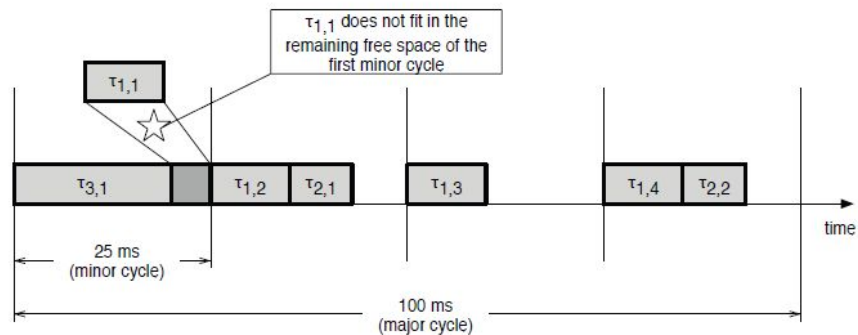 τ1,1 does not fit in the
remaining free space of the
first minor cycle
τ1,1
τ3,1
τ1,2
τ2,1
τ1,3
τ1,4
τ2,2
time
25 ms
(minor cycle)
100 ms
(major cycle)